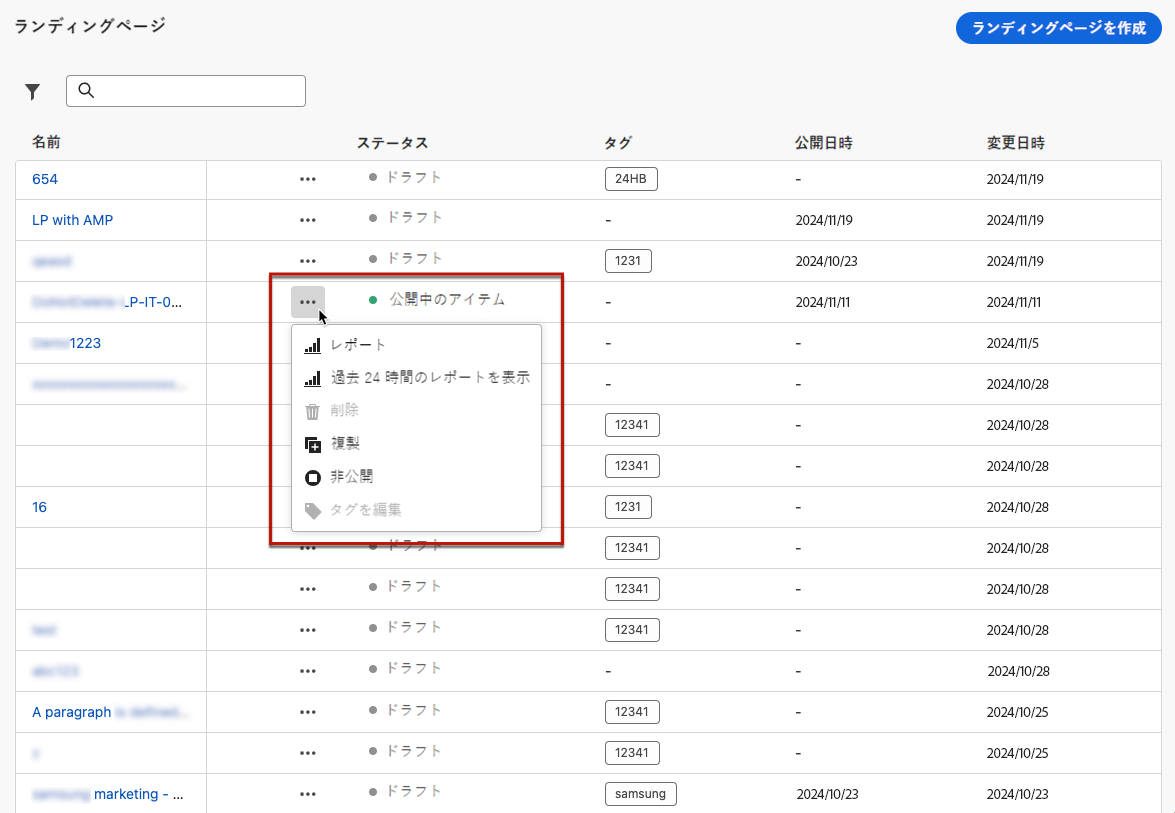 ランディングページ
ランディングページを作成
名前 ステータス タグ 公開日時 変更日時
654 ドラフト 24HB - 2024/11/19
LP with AMP ドラフト - 2024/11/19 2024/11/19
ドラフト 1231 2024/10/23 2024/11/19
LP-IT-0... 公開中のアイテム - 2024/11/11 2024/11/11
1223 - - 2024/11/5
- - 2024/10/28
12341 - 2024/10/28
12341 - 2024/10/28
16 1231 - 2024/10/28
レポート
過去 24 時間のレポートを表示
削除
複製
非公開
タグを編集
ドラフト 12341 - 2024/10/28
ドラフト 12341 - 2024/10/28
ドラフト 12341 - 2024/10/28
ドラフト - - 2024/10/28
A paragraph ドラフト 12341 - 2024/10/25
ドラフト 12341 - 2024/10/25
marketing - ... ドラフト samsung 2024/10/23 2024/10/23